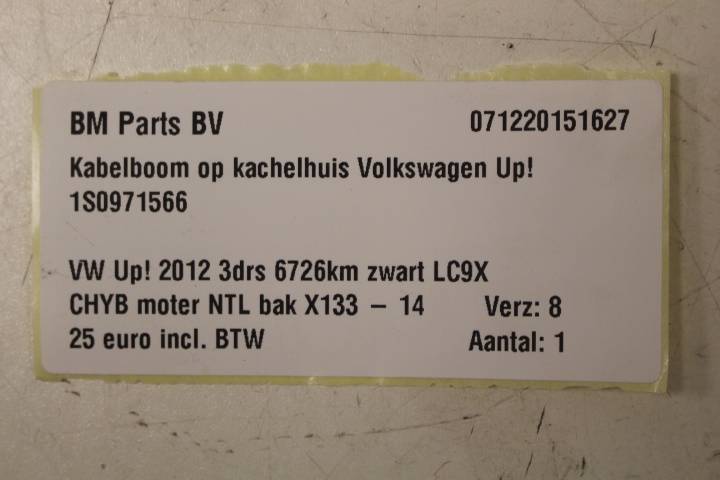 BM Parts BV 071220151627
Kabelboom op kachelhuis Volkswagen Up!
1S0971566
VW Up! 2012 3drs 6726km zwart LC9X
CHYB moter NTL bak X133 – 14 Verz: 8
25 euro incl. BTW Aantal: 1